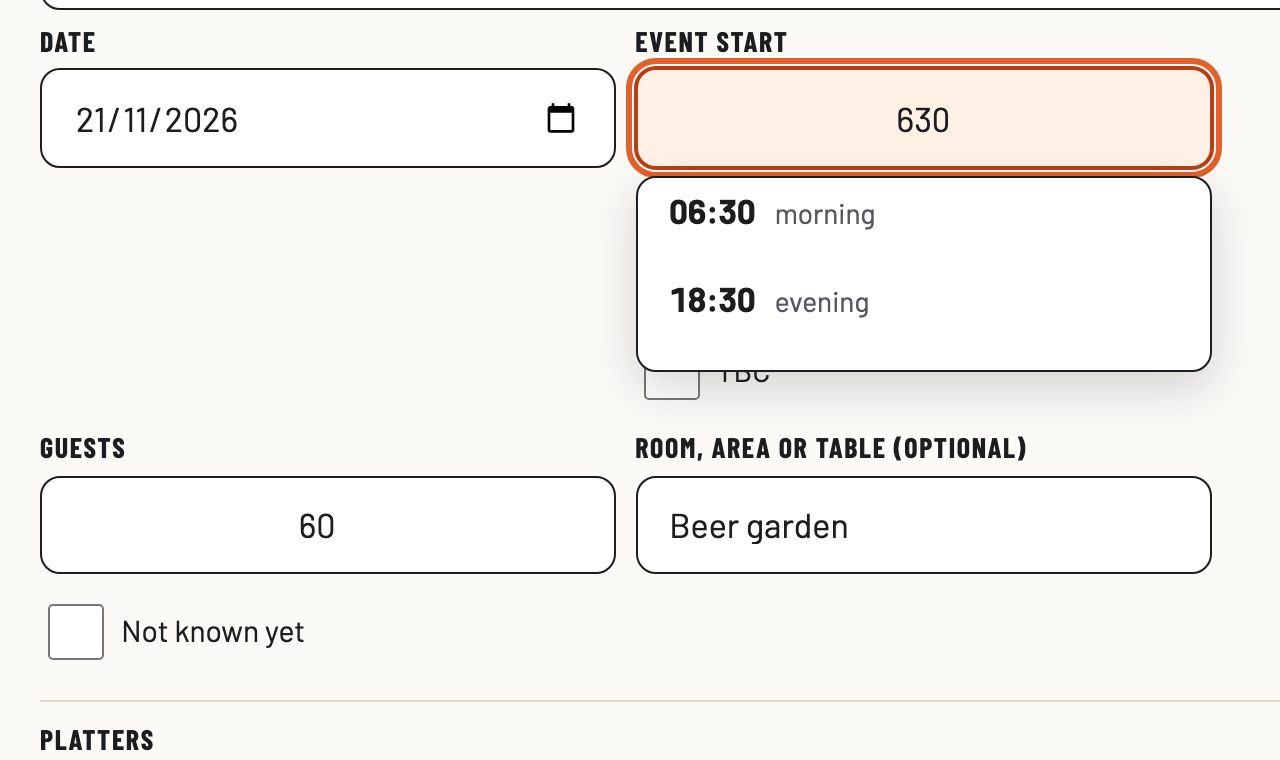 DATE
EVENT START
21/11/2026
630
06:30 morning
18:30 evening
TBC
GUESTS
ROOM, AREA OR TABLE (OPTIONAL)
60
Beer garden
Not known yet
PLATTERS